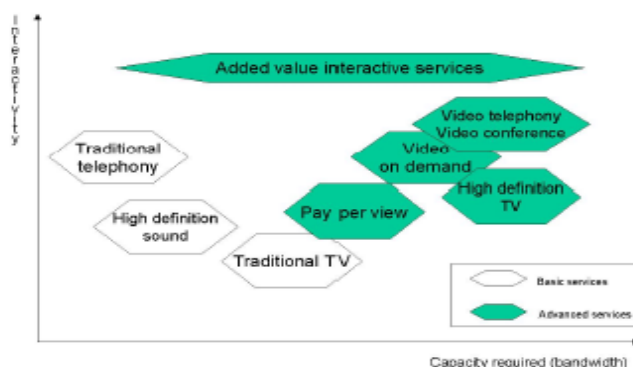 Interactivity
Added value interactive services
Video telephony
Video conference
Traditional
telephony
Video
on demand
High definition
TV
High definition
sound
Pay per view
Traditional TV
Basic services
Advanced services
Capacity required (bandwidth)